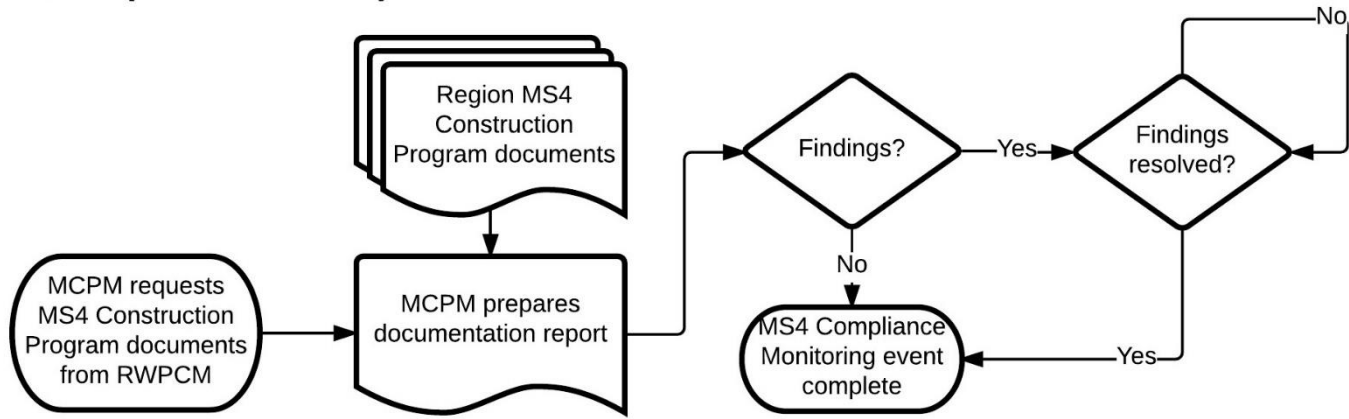 No
Region MS4
Construction
Program documents
Findings?
Yes
Findings
resolved?
MCPM requests
MS4 Construction
Program documents
from RWPCM
MCPM prepares
documentation report
No
MS4 Compliance
Monitoring event
complete
Yes